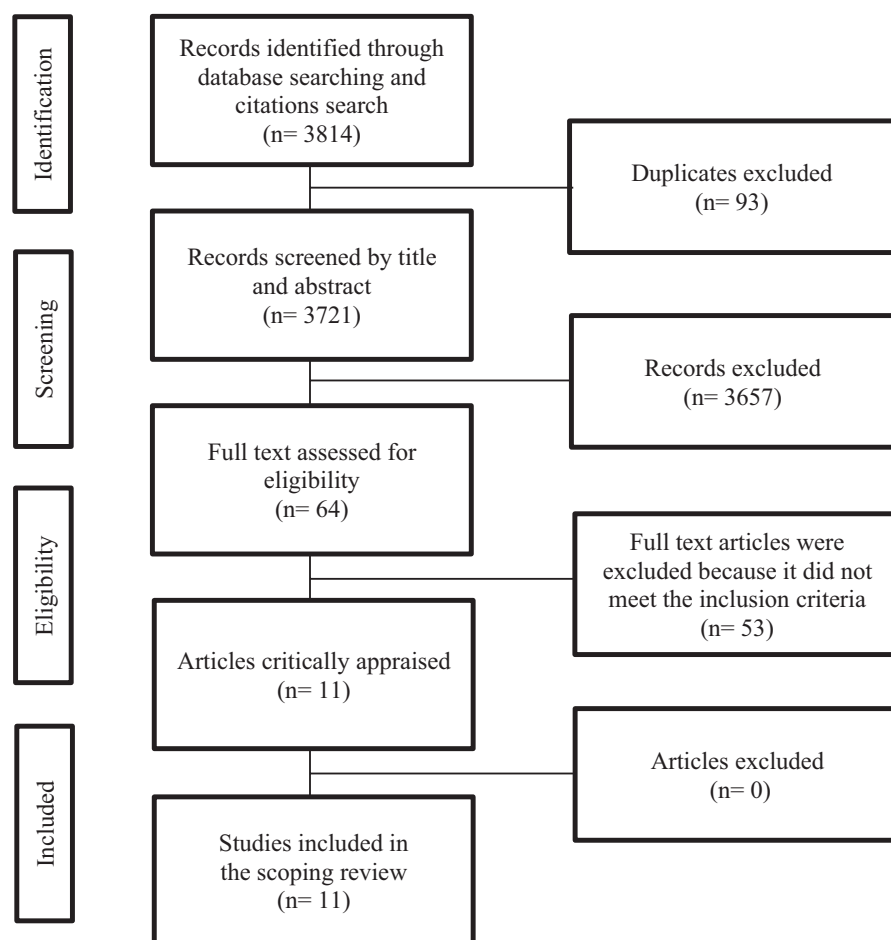 Identification
Records identified through
database searching and
citations search
(n= 3814)
Duplicates excluded
(n= 93)
Screening
Records screened by title
and abstract
(n= 3721)
Records excluded
(n= 3657)
Eligibility
Full text assessed for
eligibility
(n= 64)
Full text articles were
excluded because it did not
meet the inclusion criteria
(n= 53)
Articles critically appraised
(n= 11)
Included
Articles excluded
(n= 0)
Studies included in
the scoping review
(n= 11)